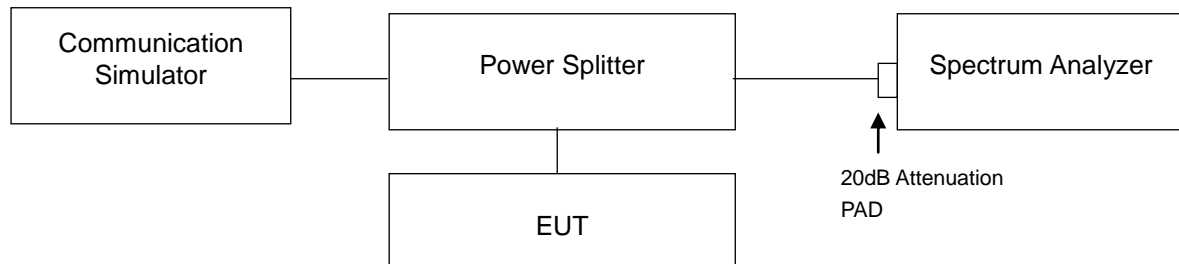 Communication
Simulator
Power Splitter
Spectrum Analyzer
20dB Attenuation
PAD
EUT